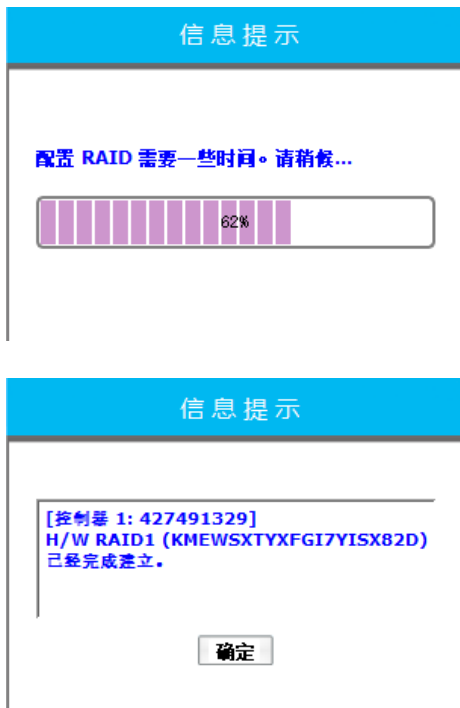 信息提示
配置 RAID 需要一些时间。请稍候...
62%
信息提示
[控制器 1: 427491329]
H/W RAID1 (KMEWSXTYXFGI7YISX82D)
已经完成建立。
确定